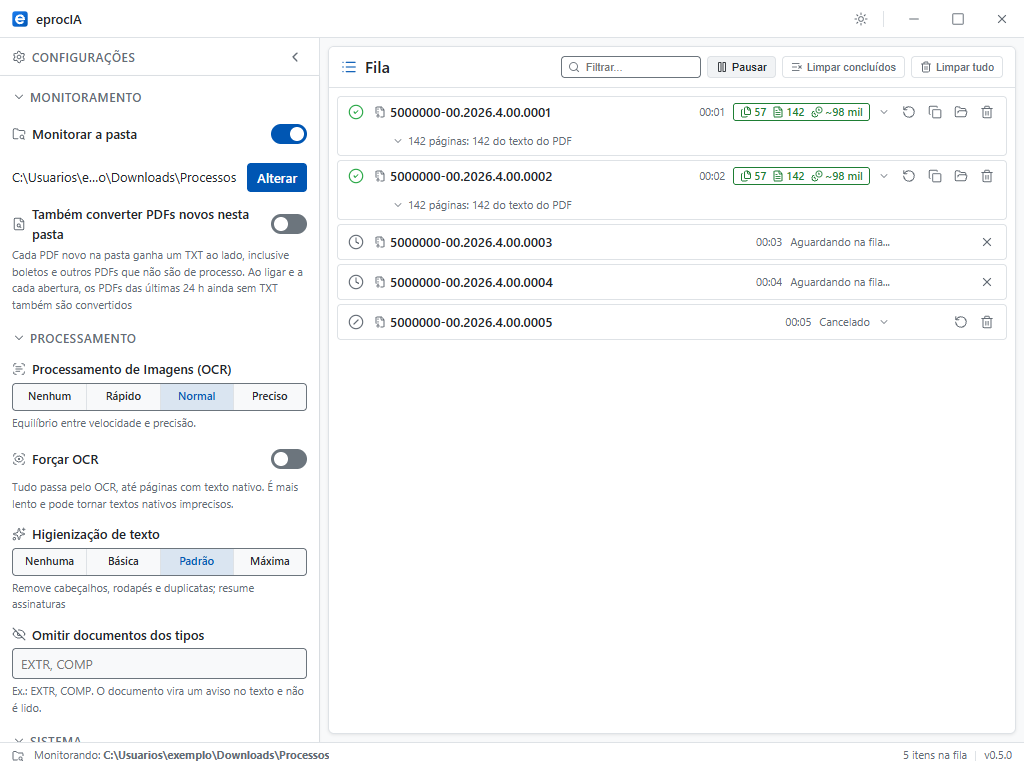 eprocIA
CONFIGURAÇÕES
MONITORAMENTO
Monitorar a pasta
C:\Usuarios\e...o\Downloads\Processos
Alterar
Também converter PDFs novos nesta
pasta
Cada PDF novo na pasta ganha um TXT ao lado, inclusive
boletos e outros PDFs que não são de processo. Ao ligar e a
cada abertura, os PDFs das últimas 24 h ainda sem TXT
também são convertidos
PROCESSAMENTO
Processamento de Imagens (OCR)
Nenhum Rápido Normal Preciso
Equilíbrio entre velocidade e precisão.
Forçar OCR
Tudo passa pelo OCR, até páginas com texto nativo. É mais
lento e pode tornar textos nativos imprecisos.
Higienização de texto
Nenhuma Básica Padrão Máxima
Remove cabeçalhos, rodapés e duplicatas; resume
assinaturas
Omitir documentos dos tipos
EXTR, COMP
Ex.: EXTR, COMP. O documento vira um aviso no texto e não
é lido.
SISTEMA
Fila
Filtrar...
Pausar
Limpar concluídos
Limpar tudo
5000000-00.2026.4.00.0001 00:01 57 142 ~98 mil
142 páginas: 142 do texto do PDF
5000000-00.2026.4.00.0002 00:02 57 142 ~98 mil
142 páginas: 142 do texto do PDF
5000000-00.2026.4.00.0003 00:03 Aguardando na fila...
5000000-00.2026.4.00.0004 00:04 Aguardando na fila...
5000000-00.2026.4.00.0005 00:05 Cancelado
Monitorando: C:\Usuarios\exemplo\Downloads\Processos
5 itens na fila v0.5.0